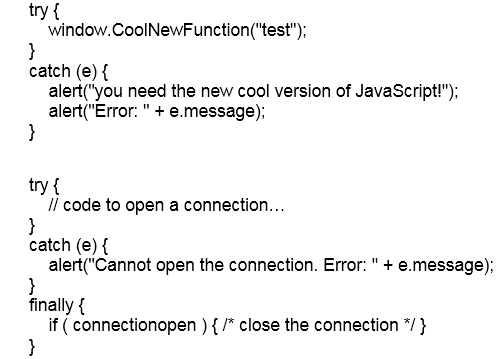 try {
window.CoolNewFunction("test");
}
catch (e) {
alert("you need the new cool version of JavaScript!");
alert("Error: " + e.message);
}
try {
// code to open a connection…
}
catch (e) {
alert("Cannot open the connection. Error: " + e.message);
}
finally {
if ( connectionopen ) { /* close the connection */ }
}